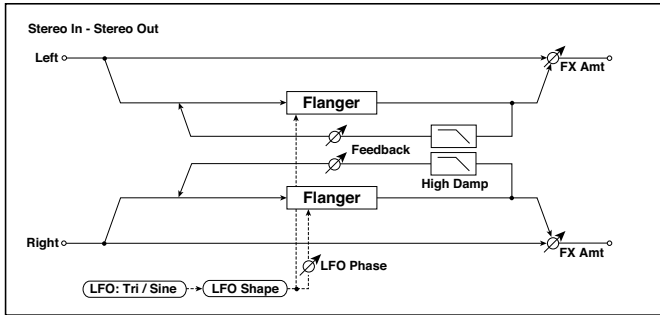 Stereo In - Stereo Out
Left
FX Amt
Flanger
Feedback
High Damp
Flanger
Right
FX Amt
LFO Phase
LFO: Tri / Sine
LFO Shape